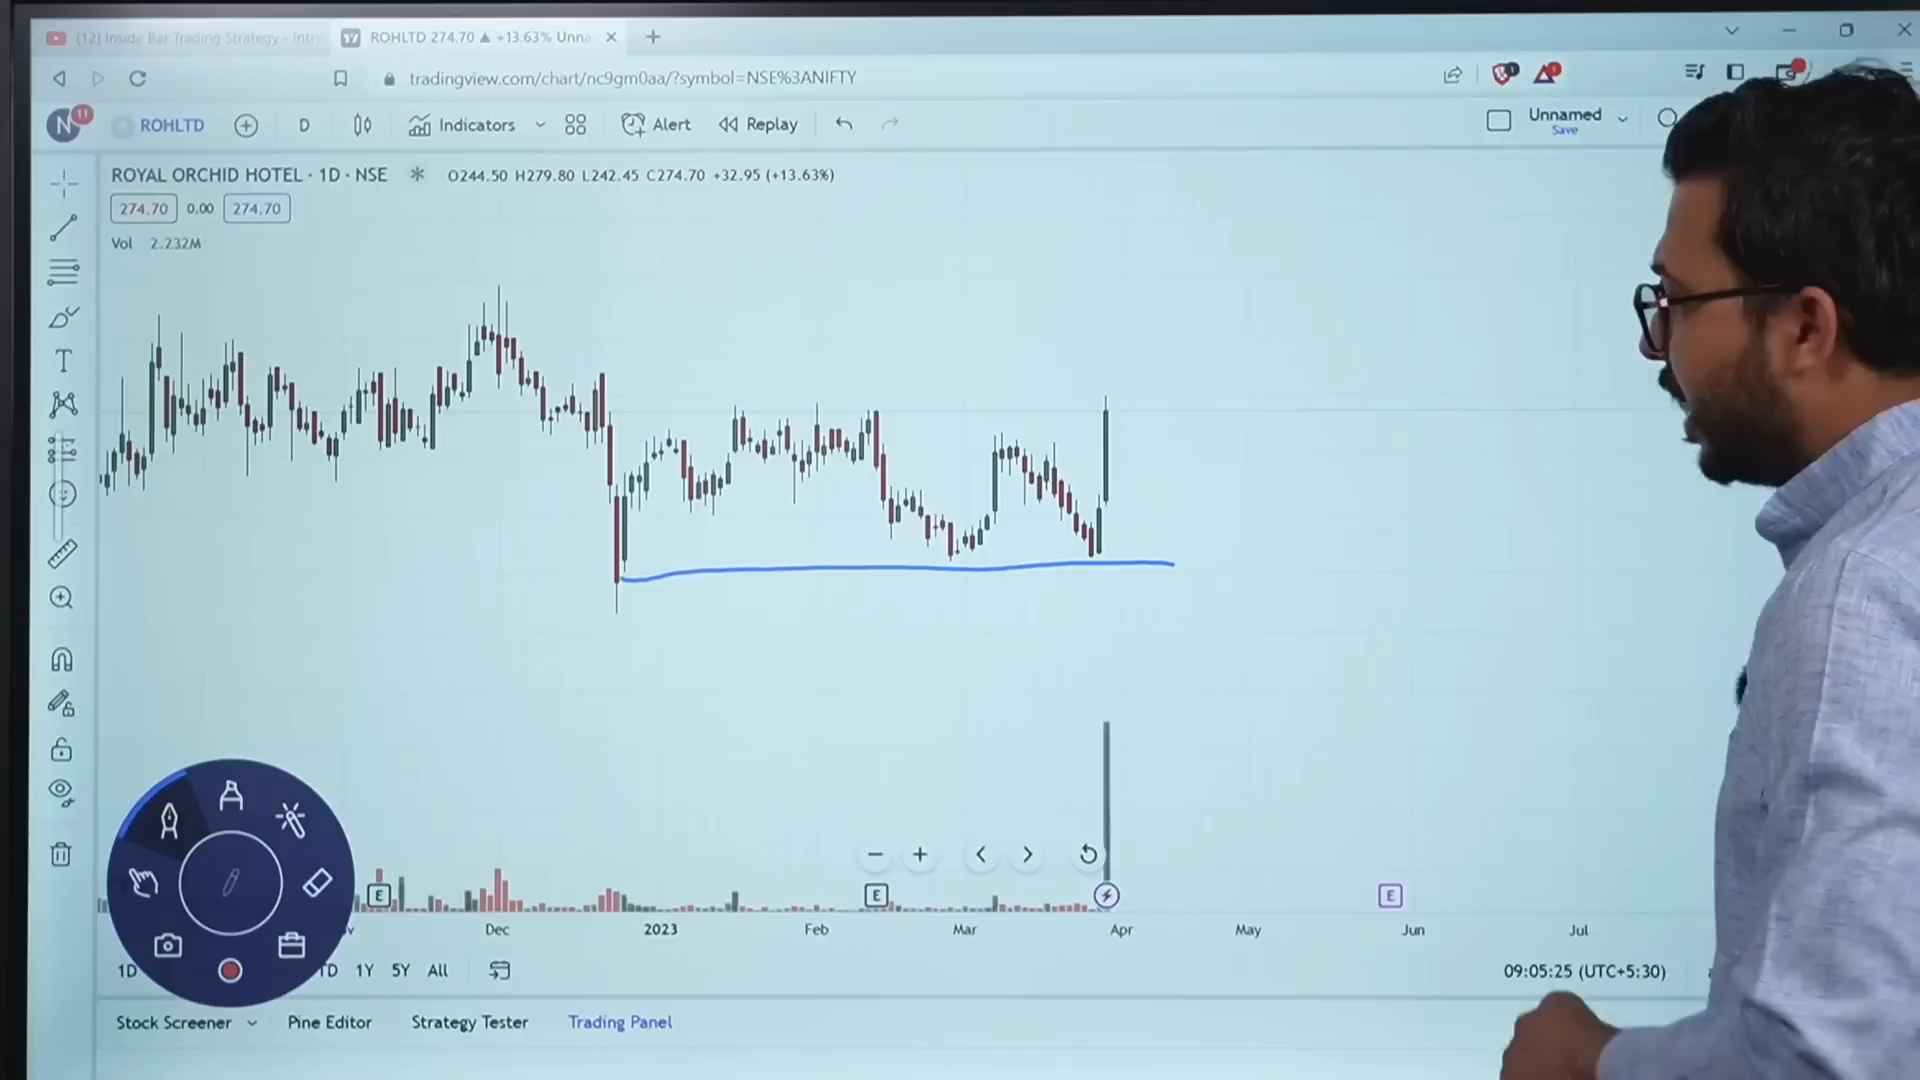 (12) Inside Bar Trading Strategy - Intr
ROHLTD 274.70 ▲ +13.63% Unna
tradingview.com/chart/nc9gm0aa/?symbol=NSE%3ANIFTY
N 11
ROHLTD
D
Indicators
Alert
Replay
Unnamed
Save
ROYAL ORCHID HOTEL · 1D · NSE
O244.50 H279.80 L242.45 C274.70 +32.95 (+13.63%)
274.70 0.00 274.70
Vol 2.232M
E
E
E
Dec 2023 Feb Mar Apr May Jun Jul
1D TD 1Y 5Y All
09:05:25 (UTC+5:30)
Stock Screener Pine Editor Strategy Tester Trading Panel